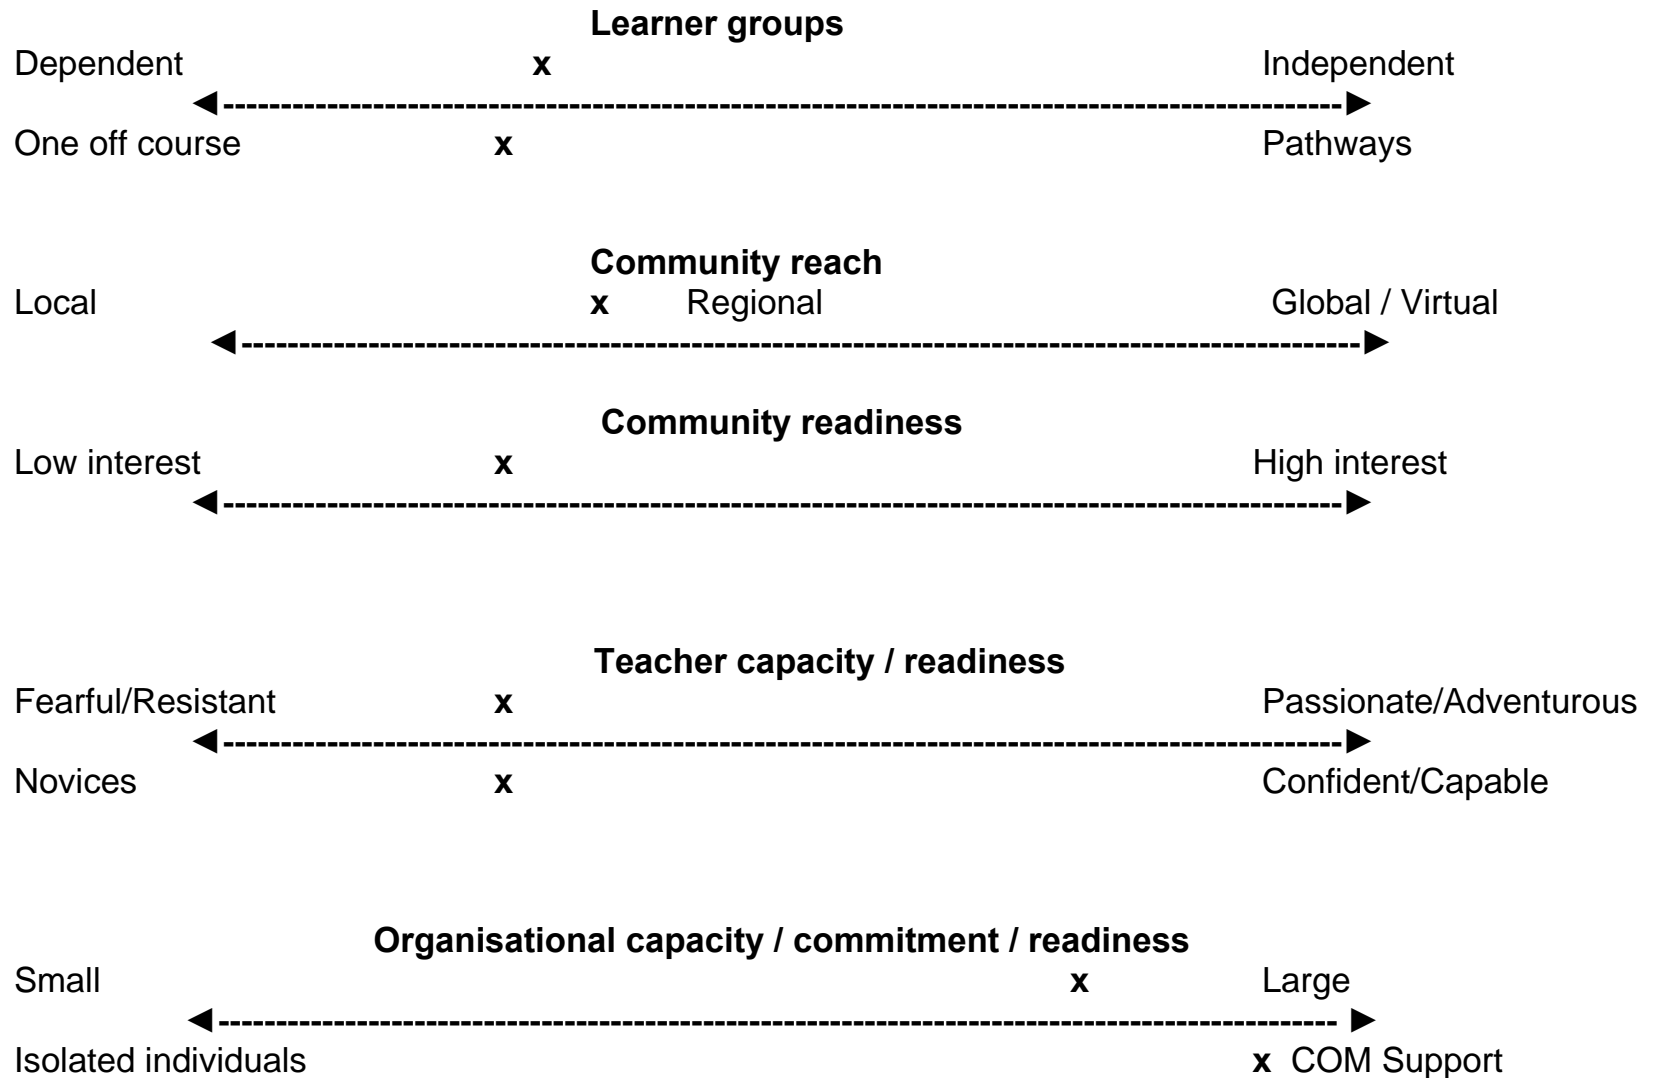 Learner groups
Dependent x Independent
◄---------------------------------------------------------------------------------------------------►
One off course x Pathways
Community reach
Local x Regional Global / Virtual
◄---------------------------------------------------------------------------------------------------►
Community readiness
Low interest x High interest
◄---------------------------------------------------------------------------------------------------►
Teacher capacity / readiness
Fearful/Resistant x Passionate/Adventurous
◄---------------------------------------------------------------------------------------------------►
Novices x Confident/Capable
Organisational capacity / commitment / readiness
Small x Large
◄--------------------------------------------------------------------------------------------------- ►
Isolated individuals x COM Support